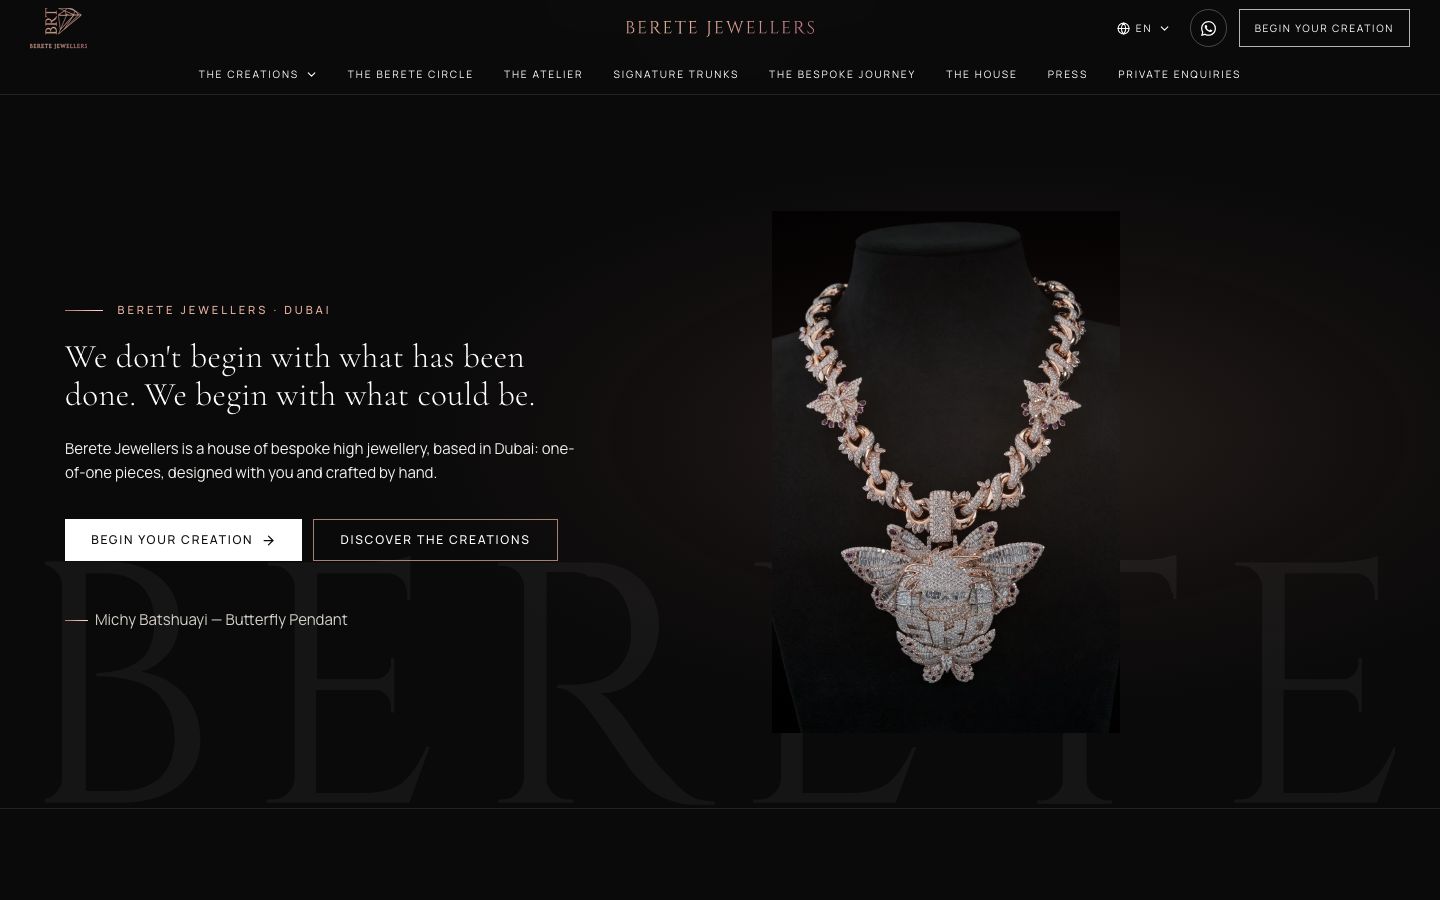 BRT
BERETE JEWELLERS
BERETE JEWELLERS
EN
BEGIN YOUR CREATION
THE CREATIONS
THE BERETE CIRCLE
THE ATELIER
SIGNATURE TRUNKS
THE BESPOKE JOURNEY
THE HOUSE
PRESS
PRIVATE ENQUIRIES
BERETE JEWELLERS · DUBAI
We don't begin with what has been
done. We begin with what could be.
Berete Jewellers is a house of bespoke high jewellery, based in Dubai: one-
of-one pieces, designed with you and crafted by hand.
BEGIN YOUR CREATION →
DISCOVER THE CREATIONS
— Michy Batshuayi — Butterfly Pendant
BERETE